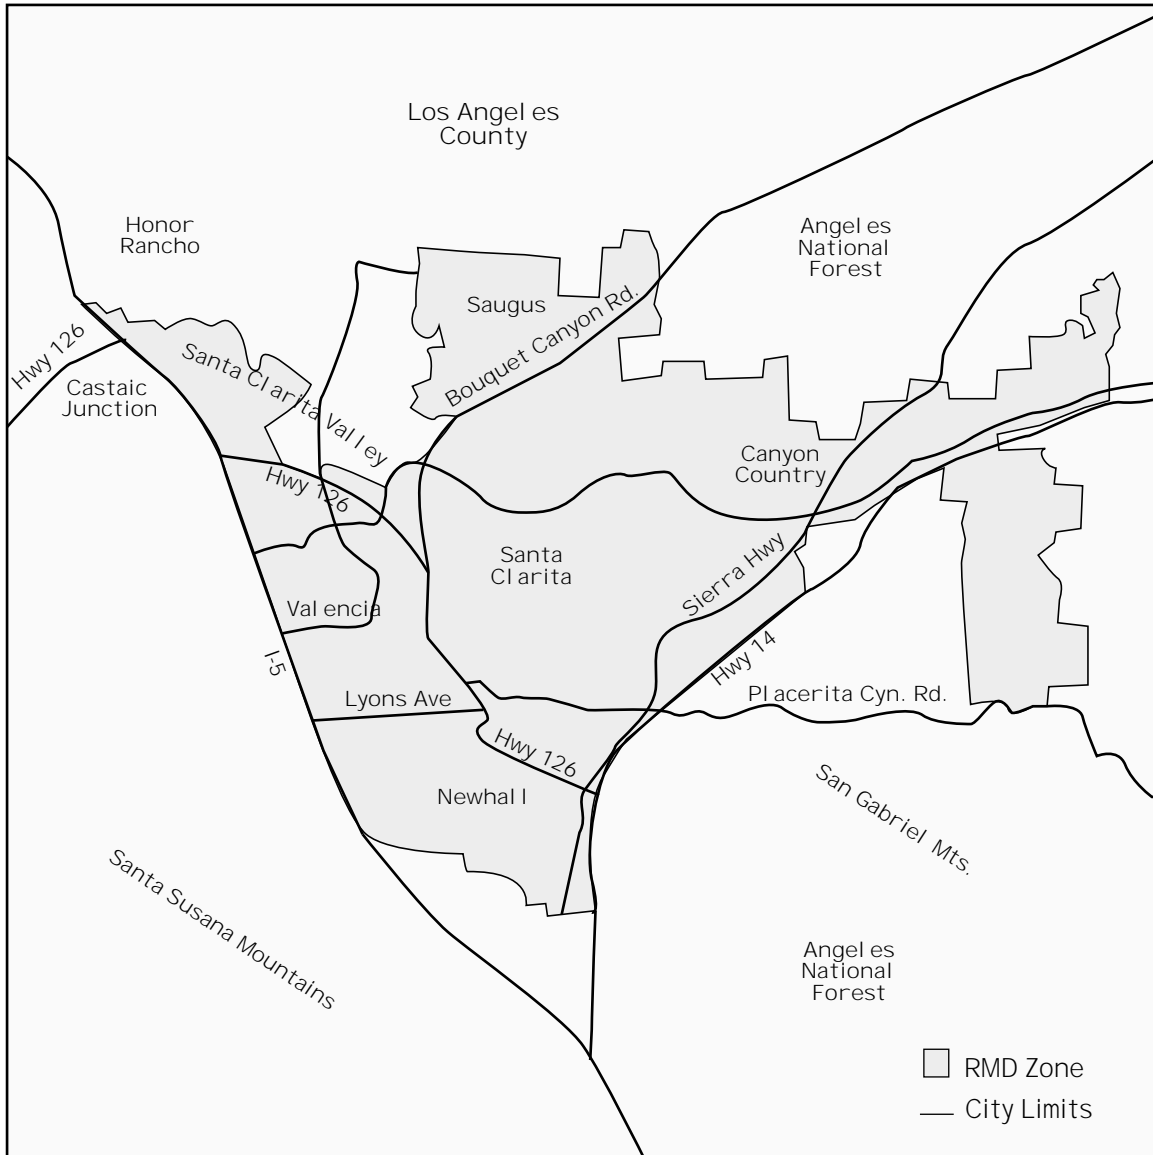 Los Angeles
County
Honor
Rancho
Angeles
National
Forest
Saugus
Bouquet Canyon Rd.
Hwy 126
Santa Clarita Valley
Castaic
Junction
Canyon
Country
Hwy 126
Santa
Clarita
Sierra Hwy
Valencia
I-5
Hwy 14
Lyons Ave
Placerita Cyn. Rd.
Hwy 126
Newhall
San Gabriel Mts.
Santa Susana Mountains
Angeles
National
Forest
RMD Zone
City Limits